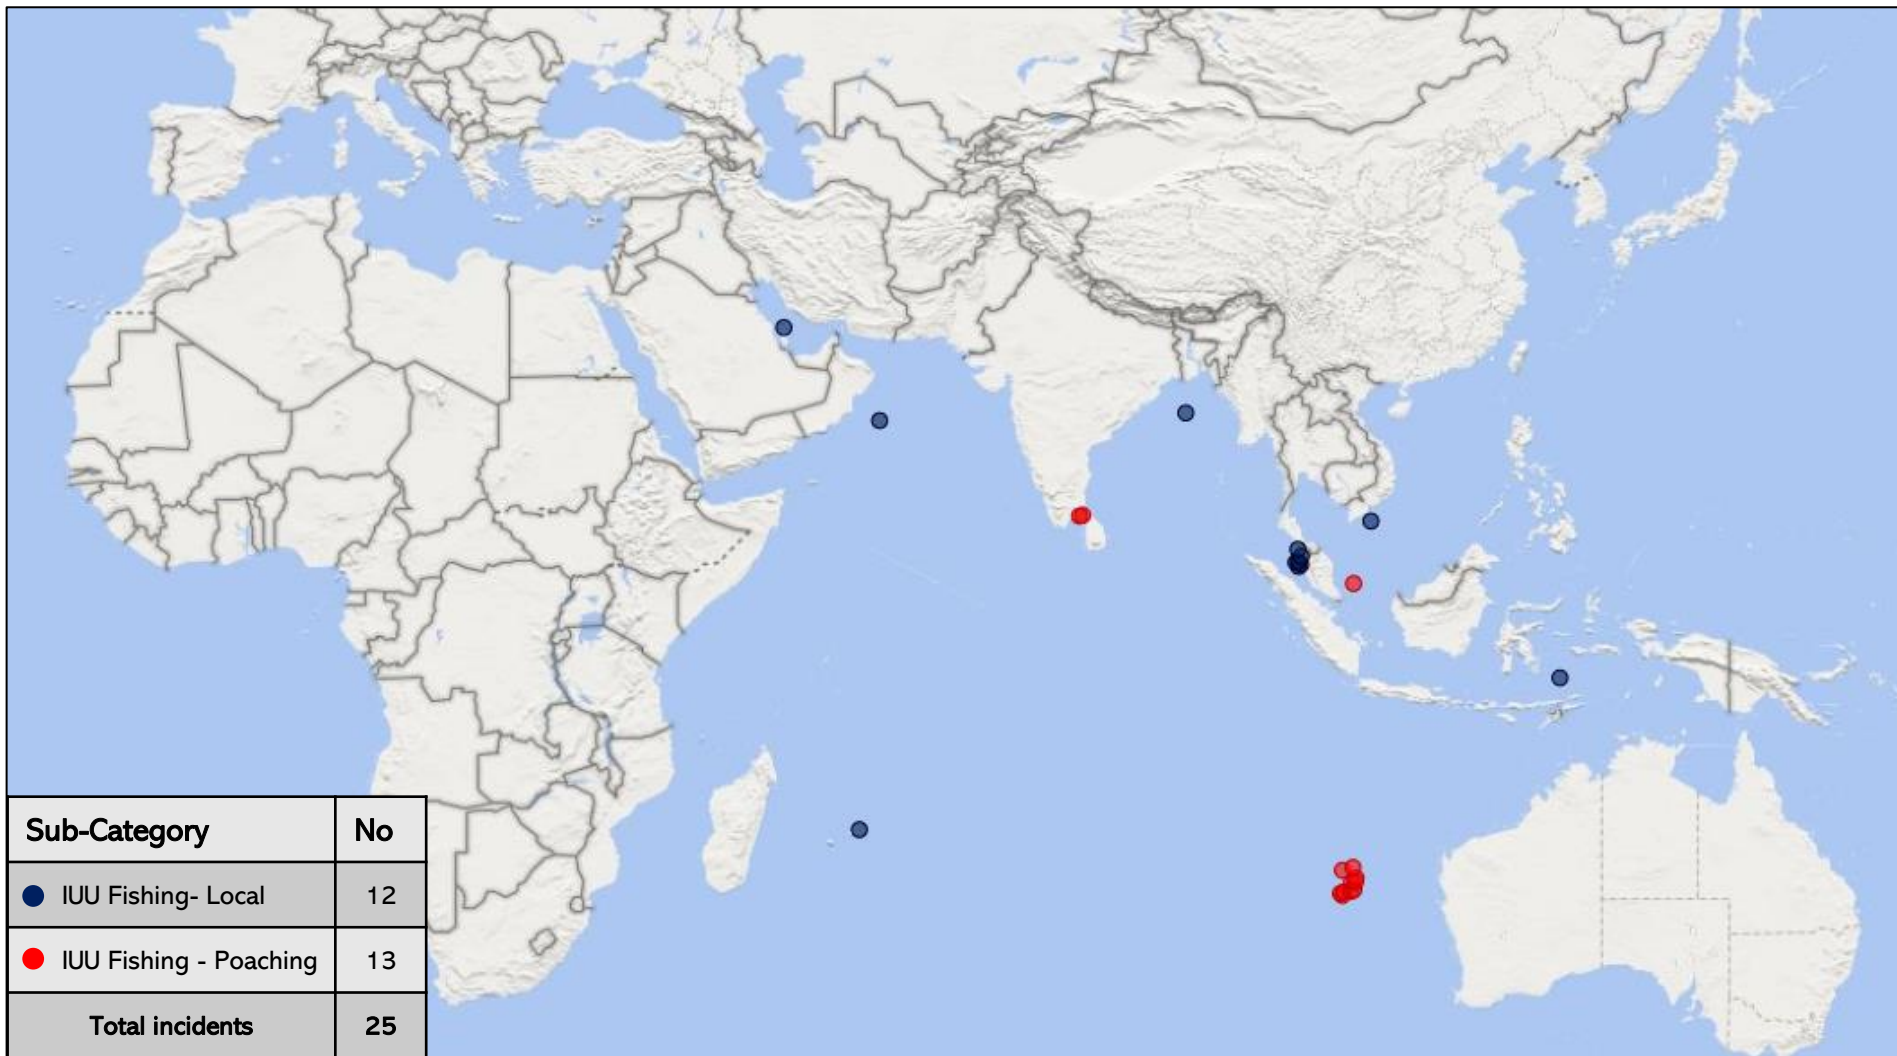 Sub-Category No
IUU Fishing- Local 12
IUU Fishing - Poaching 13
Total incidents 25